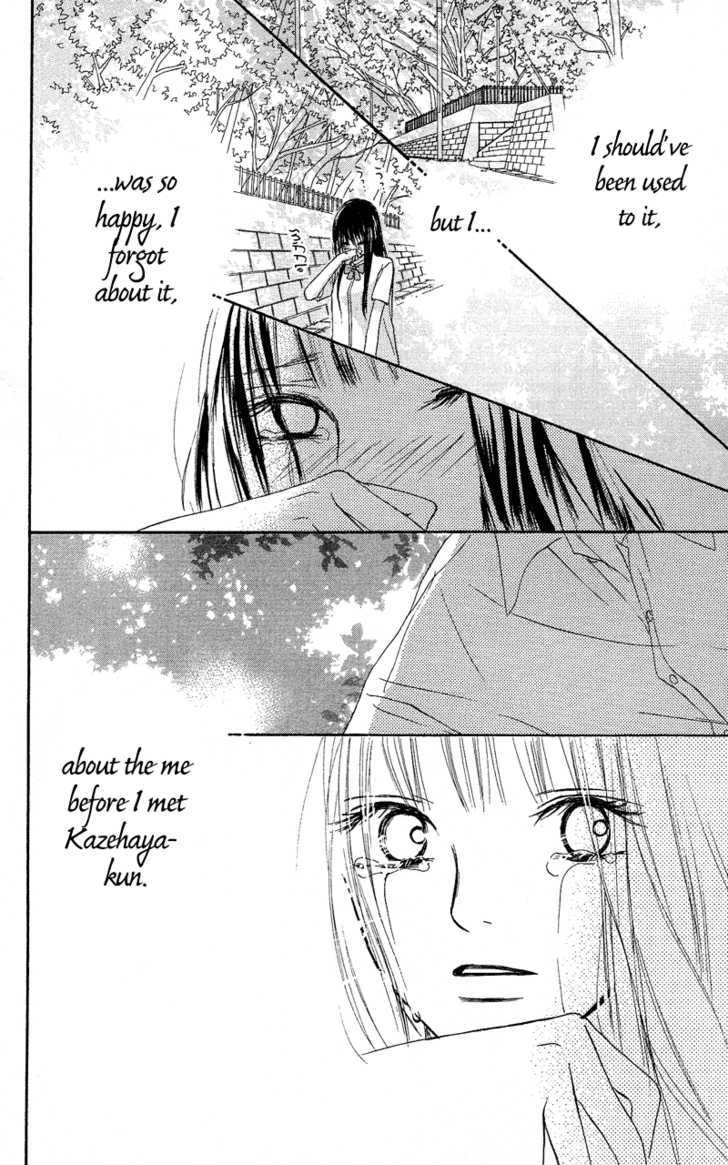 I should've
been used
to it,
but I...
...was so
happy, I
forgot
about it,
sniffle
about the me
before I met
Kazehaya-
kun.